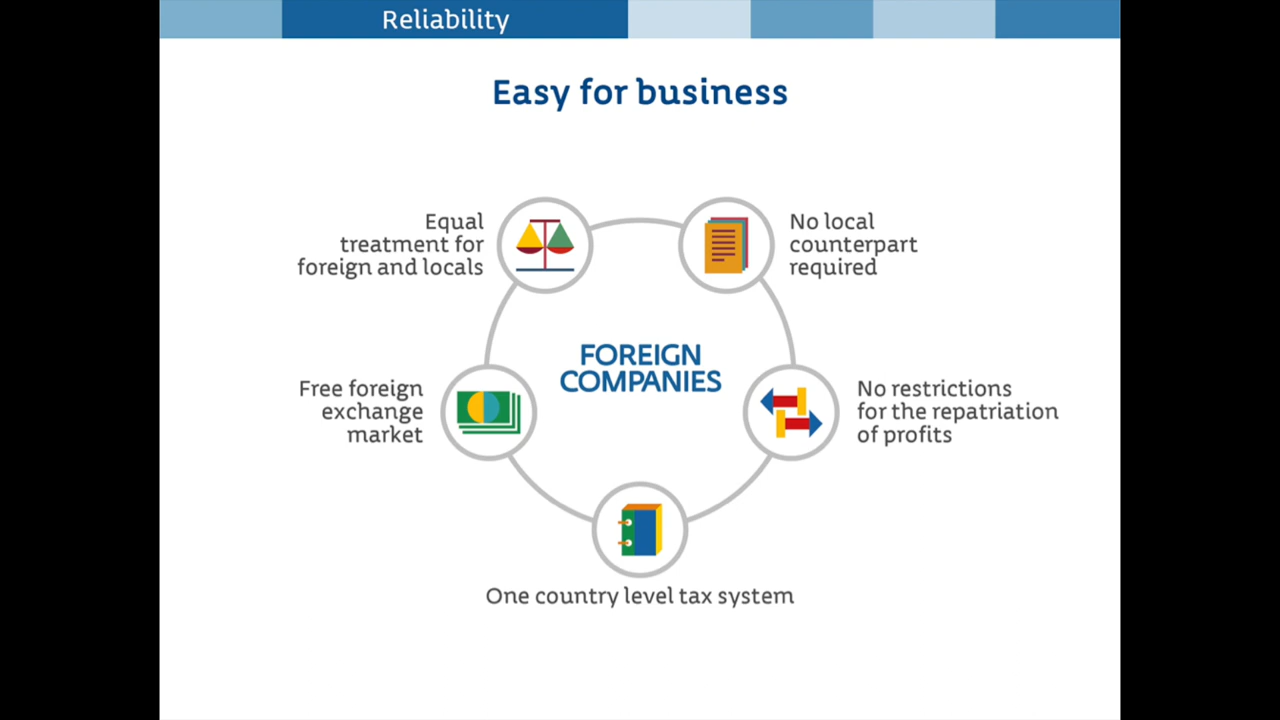 Reliability
Easy for business
Equal
treatment for
foreign and locals
No local
counterpart
required
FOREIGN
COMPANIES
Free foreign
exchange
market
No restrictions
for the repatriation
of profits
One country level tax system